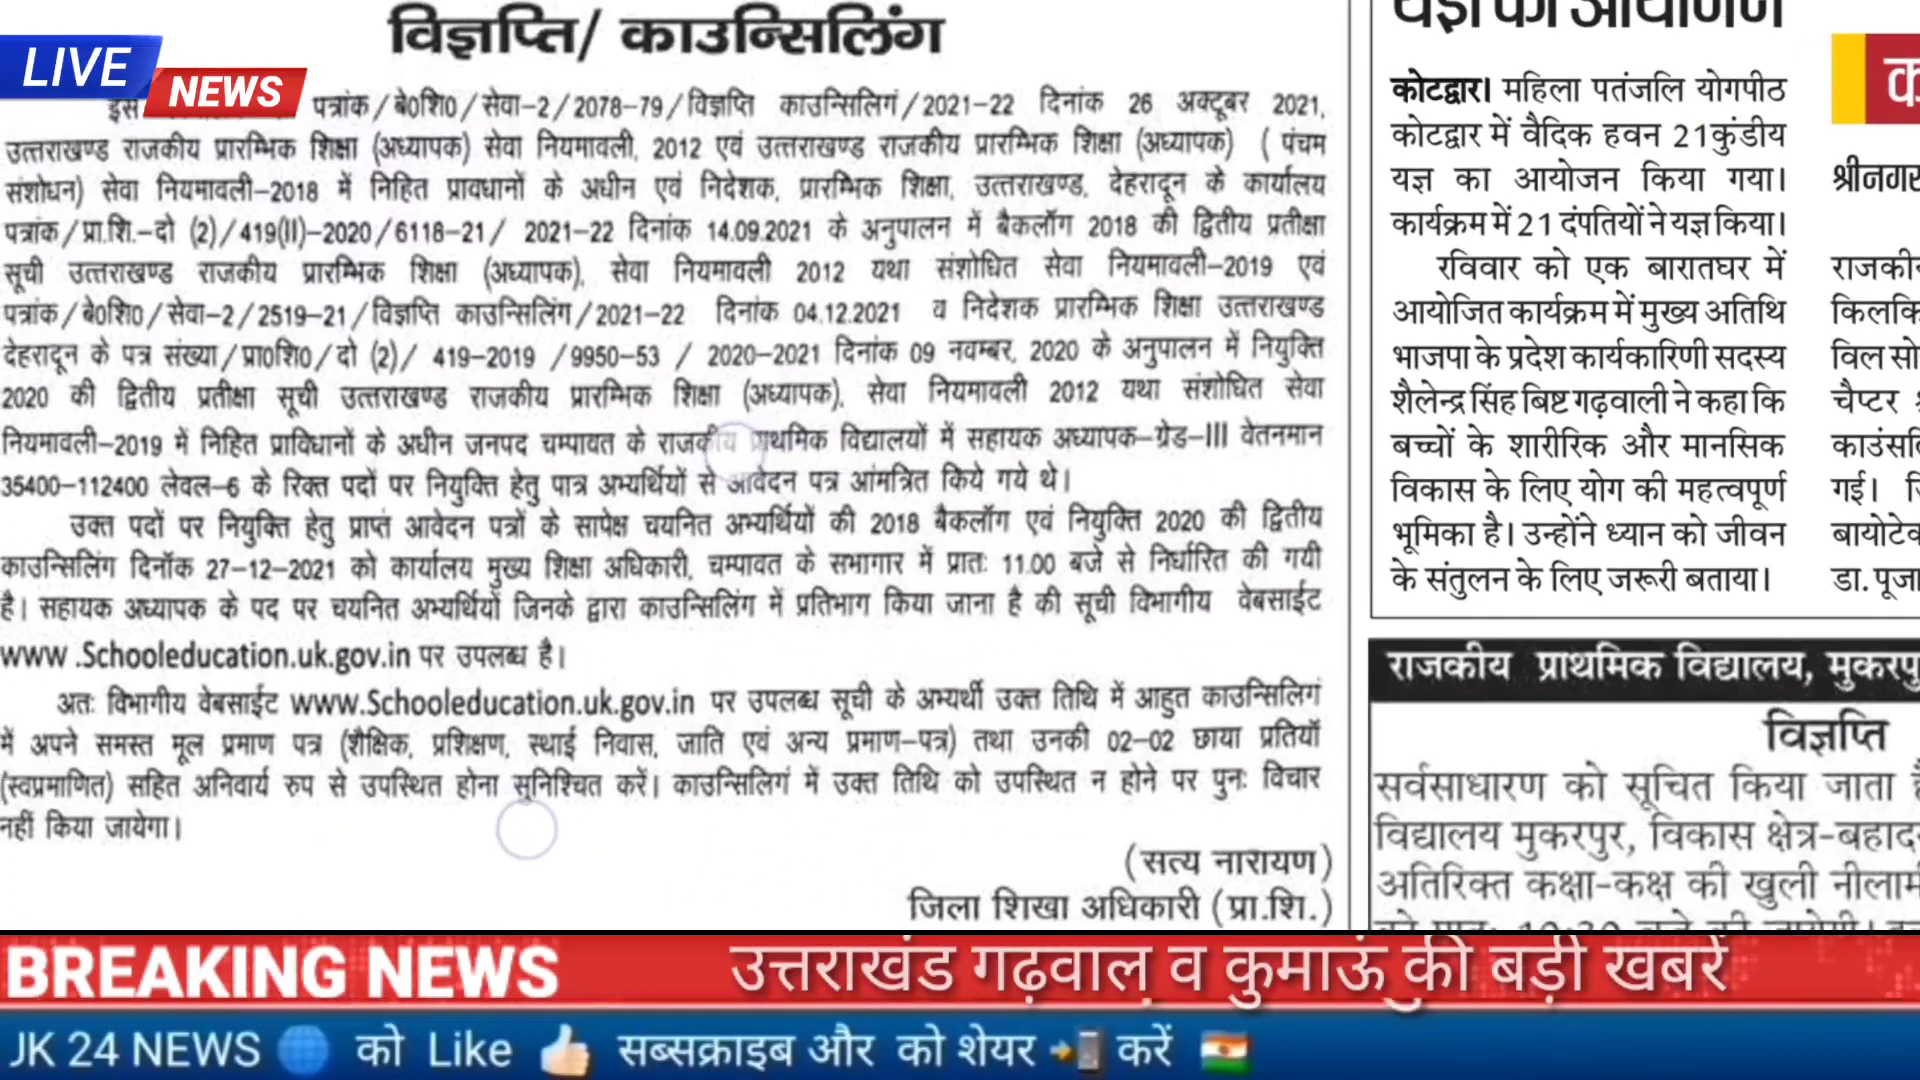 विज्ञप्ति/ काउन्सिलिंग
LIVE
NEWS
इस पत्रांक/बे0शि0/सेवा-2/2078-79/विज्ञप्ति काउन्सिलिगं/2021-22 दिनांक 26 अक्टूबर 2021,
उत्तराखण्ड राजकीय प्रारम्भिक शिक्षा (अध्यापक) सेवा नियमावली, 2012 एवं उत्तराखण्ड राजकीय प्रारम्भिक शिक्षा (अध्यापक) ( पंचम
संशोधन) सेवा नियमावली-2018 में निहित प्रावधानों के अधीन एवं निदेशक, प्रारम्भिक शिक्षा, उत्तराखण्ड, देहरादून के कार्यालय
पत्रांक/प्रा.शि.-दो (2)/419(II)-2020/6118-21/ 2021-22 दिनांक 14.09.2021 के अनुपालन में बैकलॉग 2018 की द्वितीय प्रतीक्षा
सूची उत्तराखण्ड राजकीय प्रारम्भिक शिक्षा (अध्यापक), सेवा नियमावली 2012 यथा संशोधित सेवा नियमावली-2019 एवं
पत्रांक/बे0शि0/सेवा-2/2519-21/विज्ञप्ति काउन्सिलिंग/2021-22 दिनांक 04.12.2021 व निदेशक प्रारम्भिक शिक्षा उत्तराखण्ड
देहरादून के पत्र संख्या/प्रा0शि0/दो (2)/ 419-2019 /9950-53 / 2020-2021 दिनांक 09 नवम्बर, 2020 के अनुपालन में नियुक्ति
2020 की द्वितीय प्रतीक्षा सूची उत्तराखण्ड राजकीय प्रारम्भिक शिक्षा (अध्यापक), सेवा नियमावली 2012 यथा संशोधित सेवा
नियमावली-2019 में निहित प्राविधानों के अधीन जनपद चम्पावत के राजकीय प्राथमिक विद्यालयों में सहायक अध्यापक-ग्रेड-III वेतनमान
35400-112400 लेवल-6 के रिक्त पदों पर नियुक्ति हेतु पात्र अभ्यर्थियों से आवेदन पत्र आंमत्रित किये गये थे।
उक्त पदों पर नियुक्ति हेतु प्राप्त आवेदन पत्रों के सापेक्ष चयनित अभ्यर्थियों की 2018 बैकलॉग एवं नियुक्ति 2020 की द्वितीय
काउन्सिलिंग दिनॉक 27-12-2021 को कार्यालय मुख्य शिक्षा अधिकारी, चम्पावत के सभागार में प्रातः 11.00 बजे से निर्धारित की गयी
है। सहायक अध्यापक के पद पर चयनित अभ्यर्थियों जिनके द्वारा काउन्सिलिंग में प्रतिभाग किया जाना है की सूची विभागीय वेबसाईट
www .Schooleducation.uk.gov.in पर उपलब्ध है।
अतः विभागीय वेबसाईट www.Schooleducation.uk.gov.in पर उपलब्ध सूची के अभ्यर्थी उक्त तिथि में आहुत काउन्सिलिगं
में अपने समस्त मूल प्रमाण पत्र (शैक्षिक, प्रशिक्षण, स्थाई निवास, जाति एवं अन्य प्रमाण-पत्र) तथा उनकी 02-02 छाया प्रतियॉ
(स्वप्रमाणित) सहित अनिवार्य रुप से उपस्थित होना सुनिश्चित करें। काउन्सिलिगं में उक्त तिथि को उपस्थित न होने पर पुनः विचार
नहीं किया जायेगा।
(सत्य नारायण)
जिला शिखा अधिकारी (प्रा.शि.)
यज्ञ का आयोजन
कोटद्वार। महिला पतंजलि योगपीठ
कोटद्वार में वैदिक हवन 21कुंडीय
यज्ञ का आयोजन किया गया।
कार्यक्रम में 21 दंपतियों ने यज्ञ किया।
रविवार को एक बारातघर में
आयोजित कार्यक्रम में मुख्य अतिथि
भाजपा के प्रदेश कार्यकारिणी सदस्य
शैलेन्द्र सिंह बिष्ट गढ़वाली ने कहा कि
बच्चों के शारीरिक और मानसिक
विकास के लिए योग की महत्वपूर्ण
भूमिका है। उन्होंने ध्यान को जीवन
के संतुलन के लिए जरूरी बताया।
श्रीनगर
राजकीय
विल सो
चैप्टर
गई।
डा. पूजा
राजकीय प्राथमिक विद्यालय,
विज्ञप्ति
सर्वसाधारण को सूचित किया जाता
विद्यालय मुकरपुर, विकास क्षेत्र-
अतिरिक्त कक्षा-कक्ष की खुली
BREAKING NEWS
उत्तराखंड गढ़वाल व कुमाऊं की बड़ी खबरें
JK 24 NEWS 🌐 को Like 👍🏻 सब्सक्राइब और को शेयर 📲 करें 🇮🇳